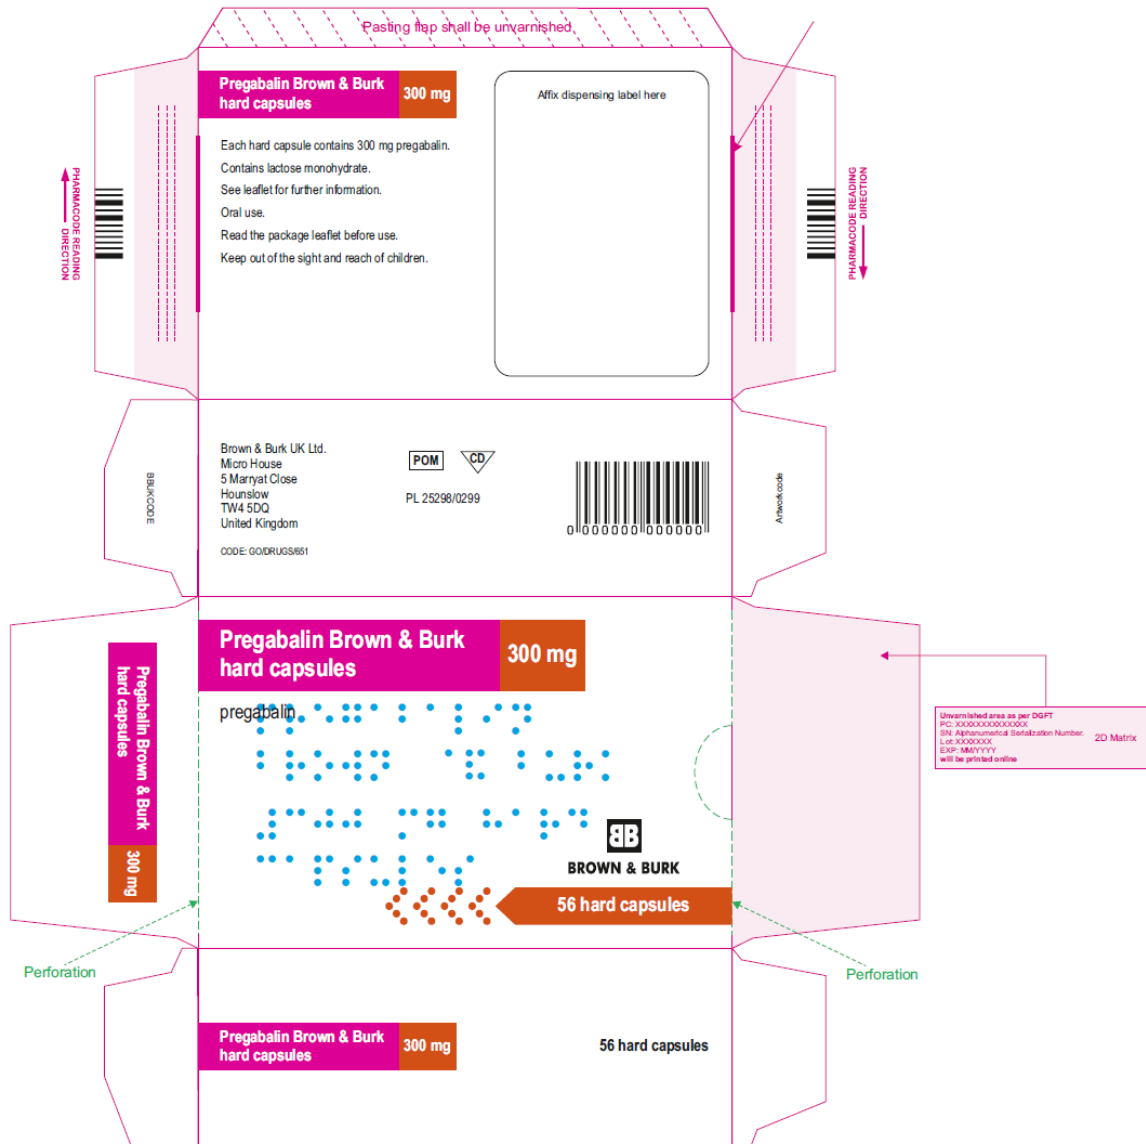 Pasting flap shall be unvarnished
Pregabalin Brown & Burk
hard capsules
300 mg
Affix dispensing label here
Each hard capsule contains 300 mg pregabalin.
Contains lactose monohydrate.
See leaflet for further information.
Oral use.
Read the package leaflet before use.
Keep out of the sight and reach of children.
PHARMACODE READING
DIRECTION
PHARMACODE READING
DIRECTION
BBUKCODE
Brown & Burk UK Ltd.
Micro House
5 Marryat Close
Hounslow
TW4 5DQ
United Kingdom
CODE: GO/DRUGS/651
POM
CD
PL 25298/0299
0 000000 000000
Artworkcode
Pregabalin Brown & Burk
hard capsules
300 mg
Pregabalin Brown & Burk
hard capsules
300 mg
pregabalin
BB
BROWN & BURK
56 hard capsules
Unvarnished area as per DGFT
PC: XXXXXXXXXXXXXX
SN: Alphanumerical Serialization Number.
Lot: XXXXXXX
EXP: MM/YYYY
will be printed online
2D Matrix
Perforation
Perforation
Pregabalin Brown & Burk
hard capsules
300 mg
56 hard capsules